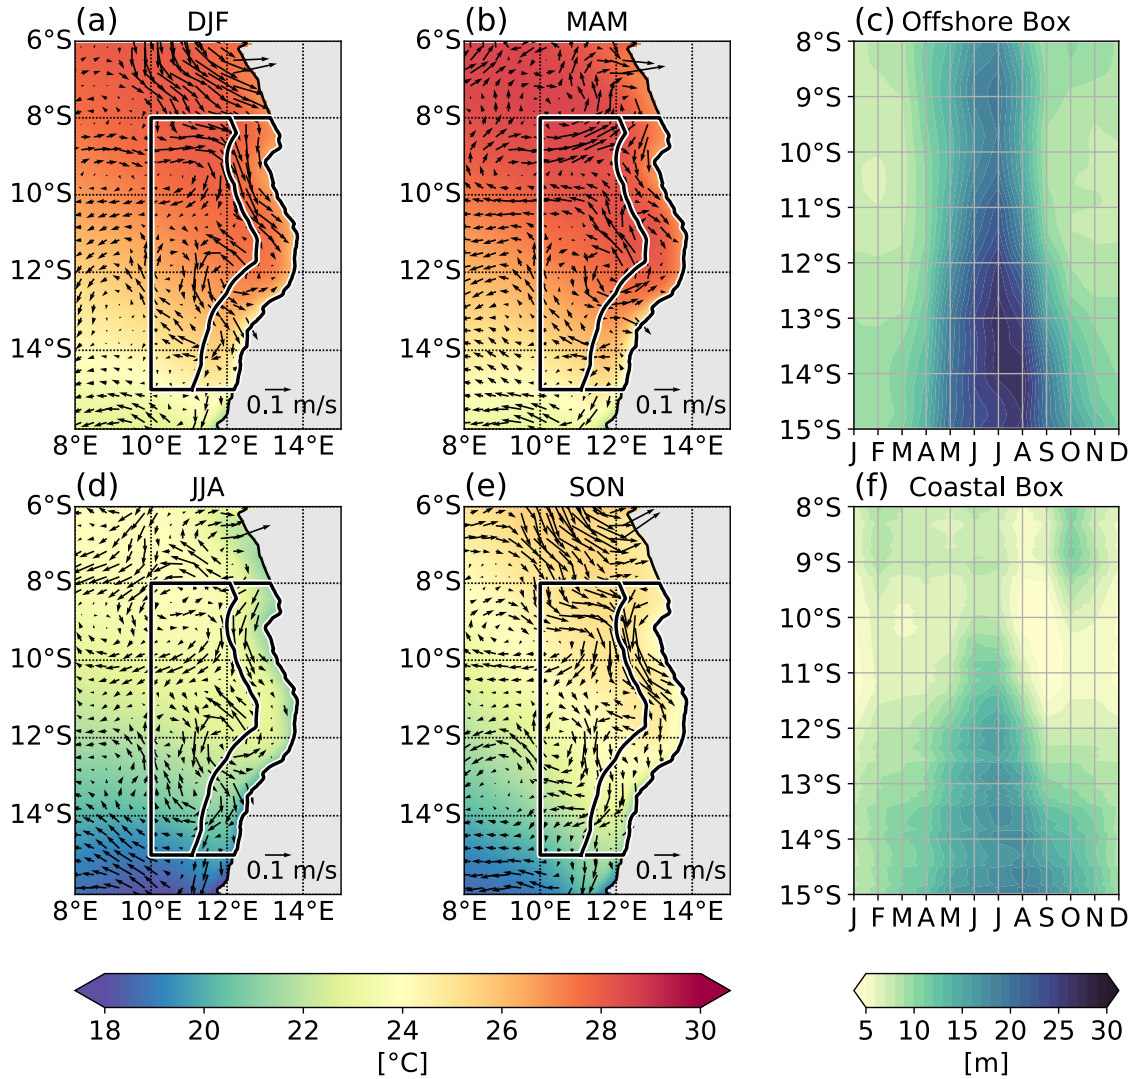 (a) DJF
(b) MAM
(c) Offshore Box
6°S
8°S
10°S
12°S
14°S
8°E 10°E 12°E 14°E
0.1 m/s
6°S
8°S
10°S
12°S
14°S
8°E 10°E 12°E 14°E
0.1 m/s
8°S
9°S
10°S
11°S
12°S
13°S
14°S
15°S
J F M A M J J A S O N D
(d) JJA
(e) SON
(f) Coastal Box
6°S
8°S
10°S
12°S
14°S
8°E 10°E 12°E 14°E
0.1 m/s
6°S
8°S
10°S
12°S
14°S
8°E 10°E 12°E 14°E
0.1 m/s
8°S
9°S
10°S
11°S
12°S
13°S
14°S
15°S
J F M A M J J A S O N D
18 20 22 24 26 28 30
[°C]
5 10 15 20 25 30
[m]